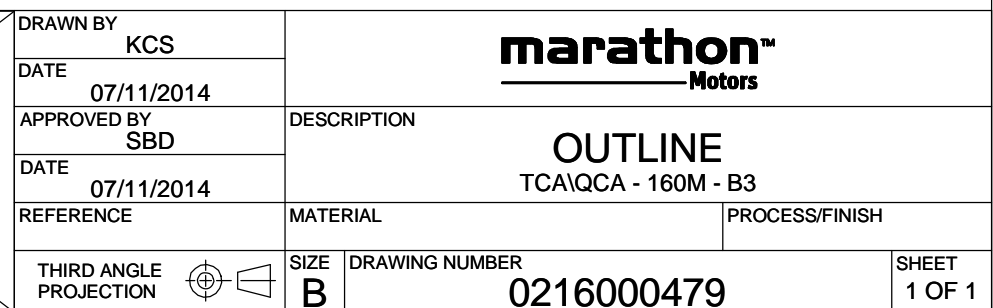 DRAWN BY
KCS
DATE
07/11/2014
APPROVED BY
SBD
DATE
07/11/2014
REFERENCE
THIRD ANGLE
PROJECTION
marathon™
Motors
DESCRIPTION
OUTLINE
TCA\QCA - 160M - B3
MATERIAL
PROCESS/FINISH
SIZE
B
DRAWING NUMBER
0216000479
SHEET
1 OF 1